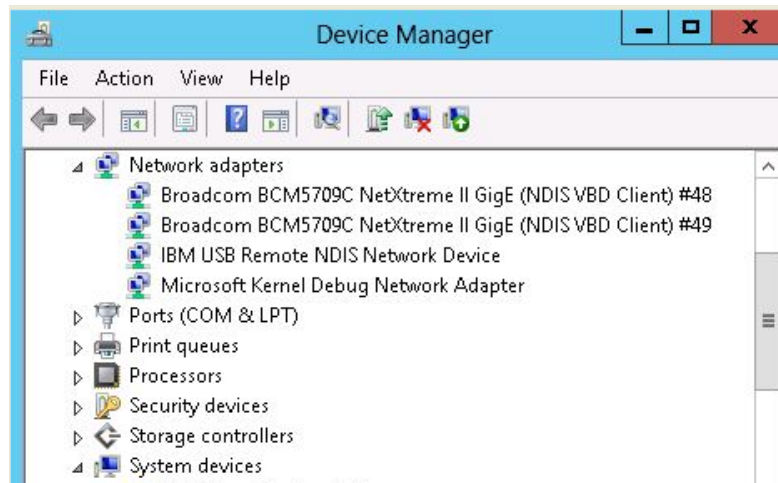 Device Manager
File Action View Help
Network adapters
Broadcom BCM5709C NetXtreme II GigE (NDIS VBD Client) #48
Broadcom BCM5709C NetXtreme II GigE (NDIS VBD Client) #49
IBM USB Remote NDIS Network Device
Microsoft Kernel Debug Network Adapter
Ports (COM & LPT)
Print queues
Processors
Security devices
Storage controllers
System devices